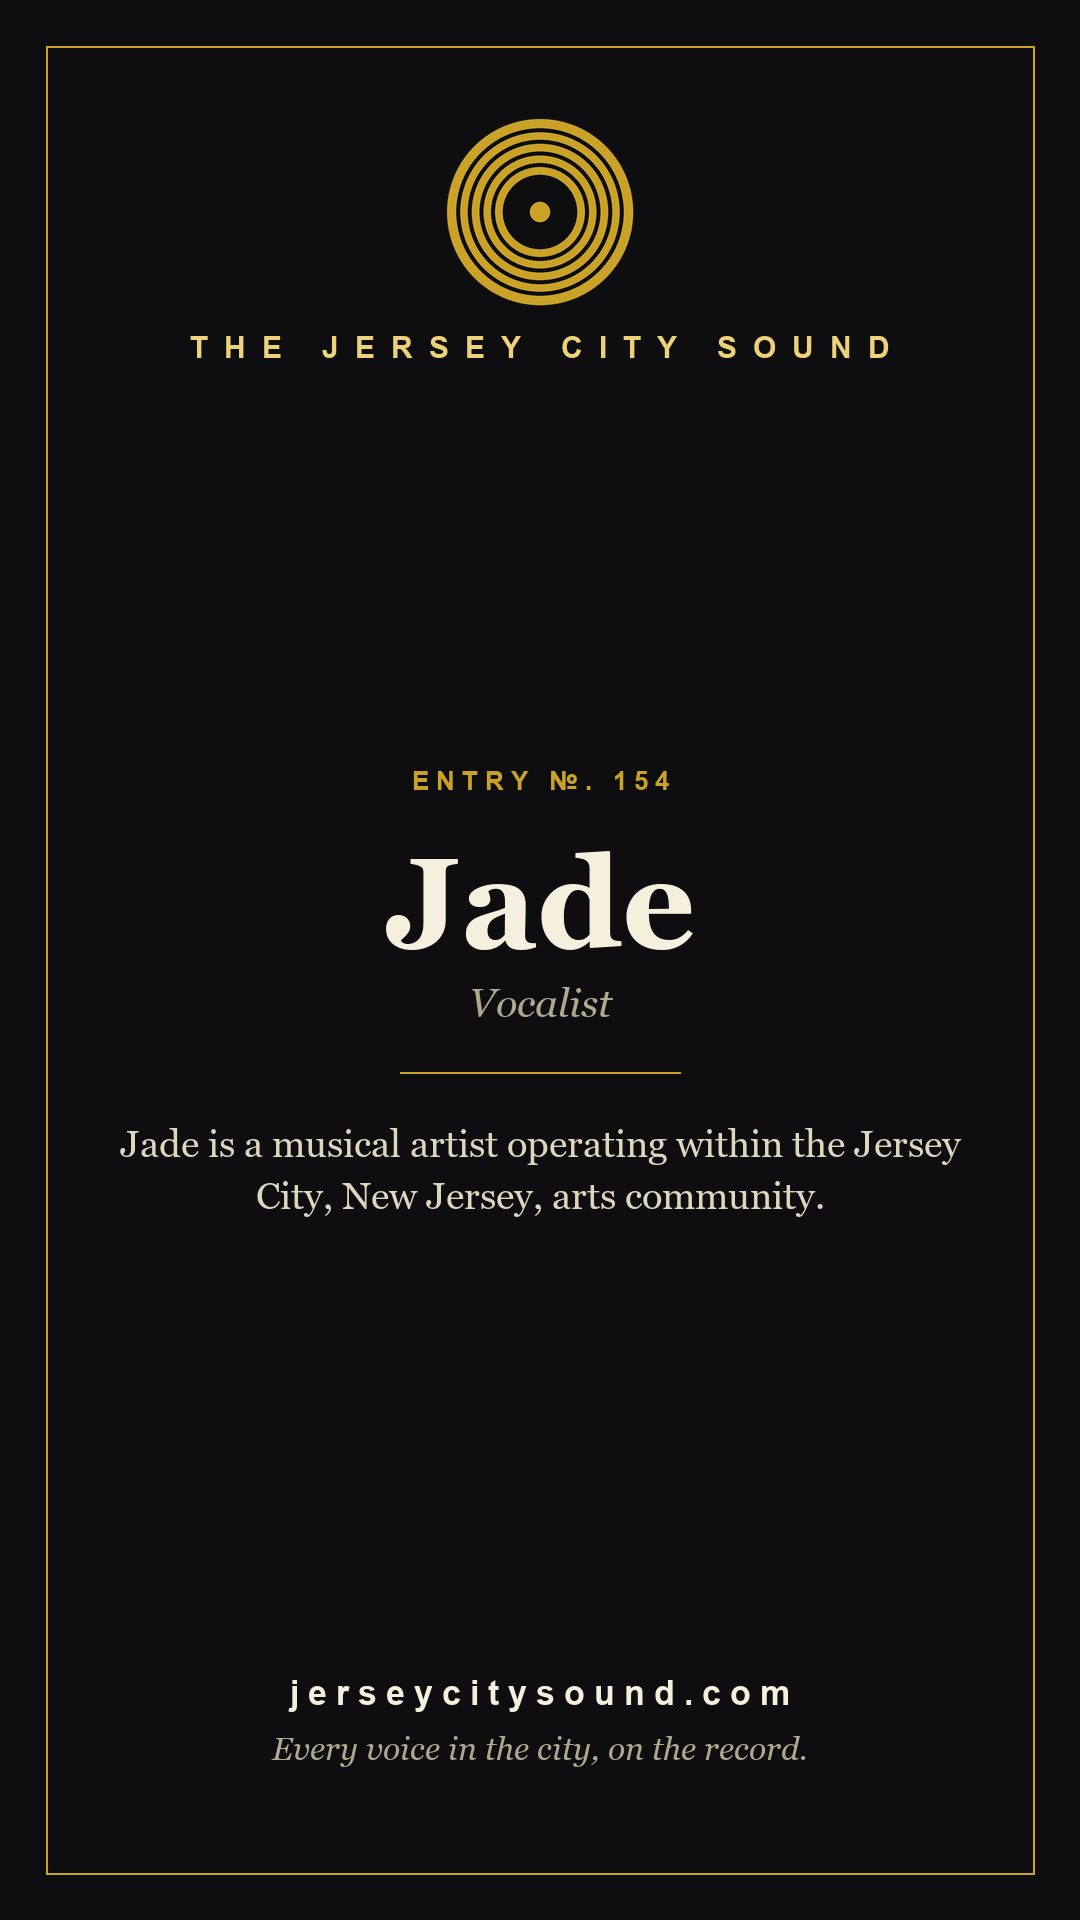 THE JERSEY CITY SOUND
ENTRY №. 154
Jade
Vocalist
Jade is a musical artist operating within the Jersey
City, New Jersey, arts community.
jerseycitysound.com
Every voice in the city, on the record.